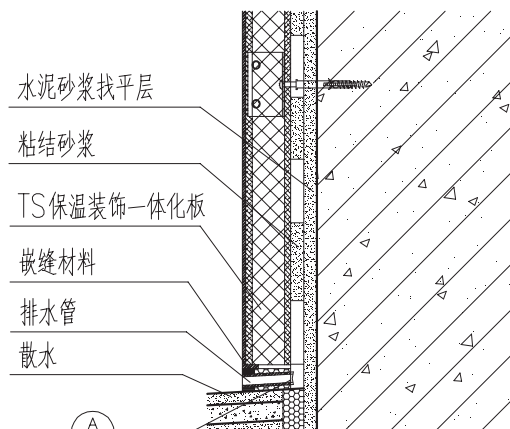 水泥砂浆找平层
粘结砂浆
TS保温装饰一体化板
嵌缝材料
排水管
散水
A